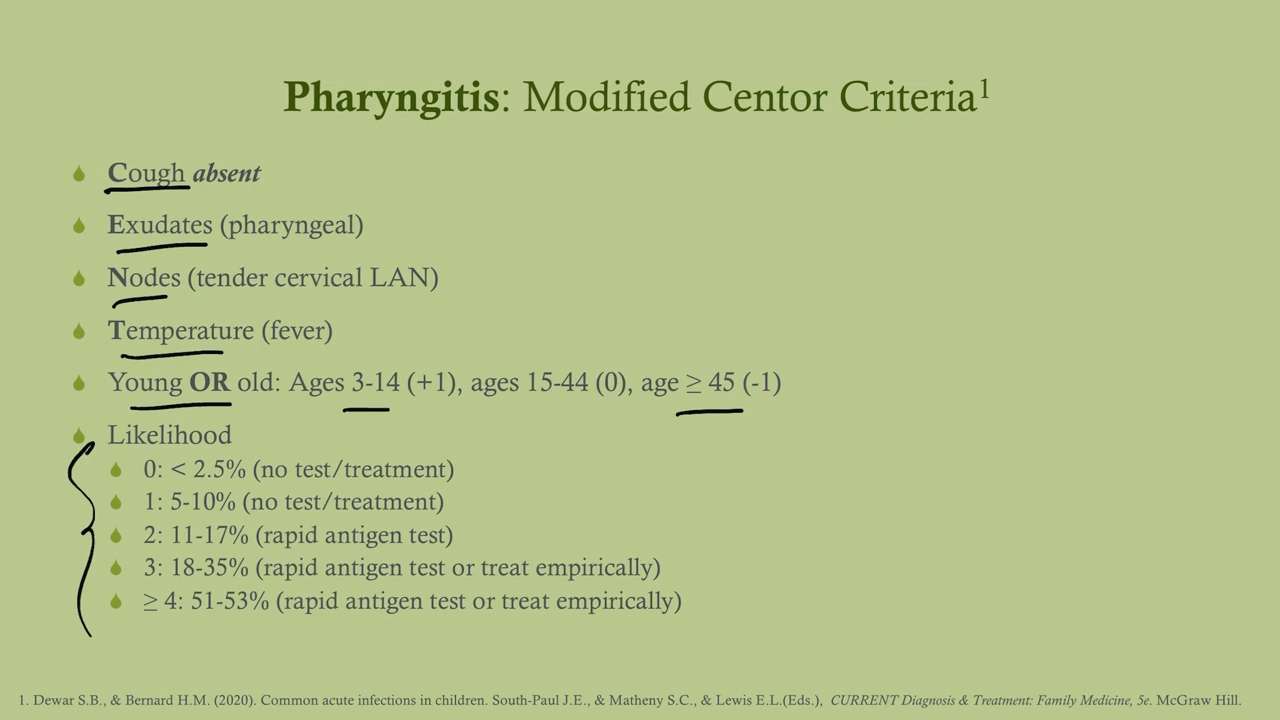 Pharyngitis: Modified Centor Criteria¹
Cough absent
Exudates (pharyngeal)
Nodes (tender cervical LAN)
Temperature (fever)
Young OR old: Ages 3-14 (+1), ages 15-44 (0), age ≥ 45 (-1)
Likelihood
0: < 2.5% (no test/treatment)
1: 5-10% (no test/treatment)
2: 11-17% (rapid antigen test)
3: 18-35% (rapid antigen test or treat empirically)
≥ 4: 51-53% (rapid antigen test or treat empirically)
1. Dewar S.B., & Bernard H.M. (2020). Common acute infections in children. South-Paul J.E., & Matheny S.C., & Lewis E.L.(Eds.), CURRENT Diagnosis & Treatment: Family Medicine, 5e. McGraw Hill.